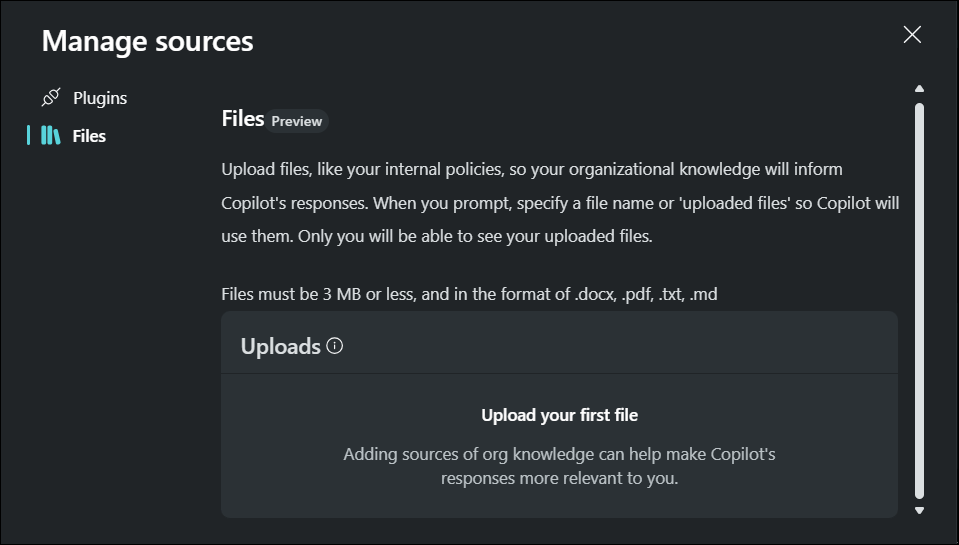 Manage sources
Plugins
Files
Files Preview
Upload files, like your internal policies, so your organizational knowledge will inform
Copilot's responses. When you prompt, specify a file name or 'uploaded files' so Copilot will
use them. Only you will be able to see your uploaded files.
Files must be 3 MB or less, and in the format of .docx, .pdf, .txt, .md
Uploads
Upload your first file
Adding sources of org knowledge can help make Copilot's
responses more relevant to you.